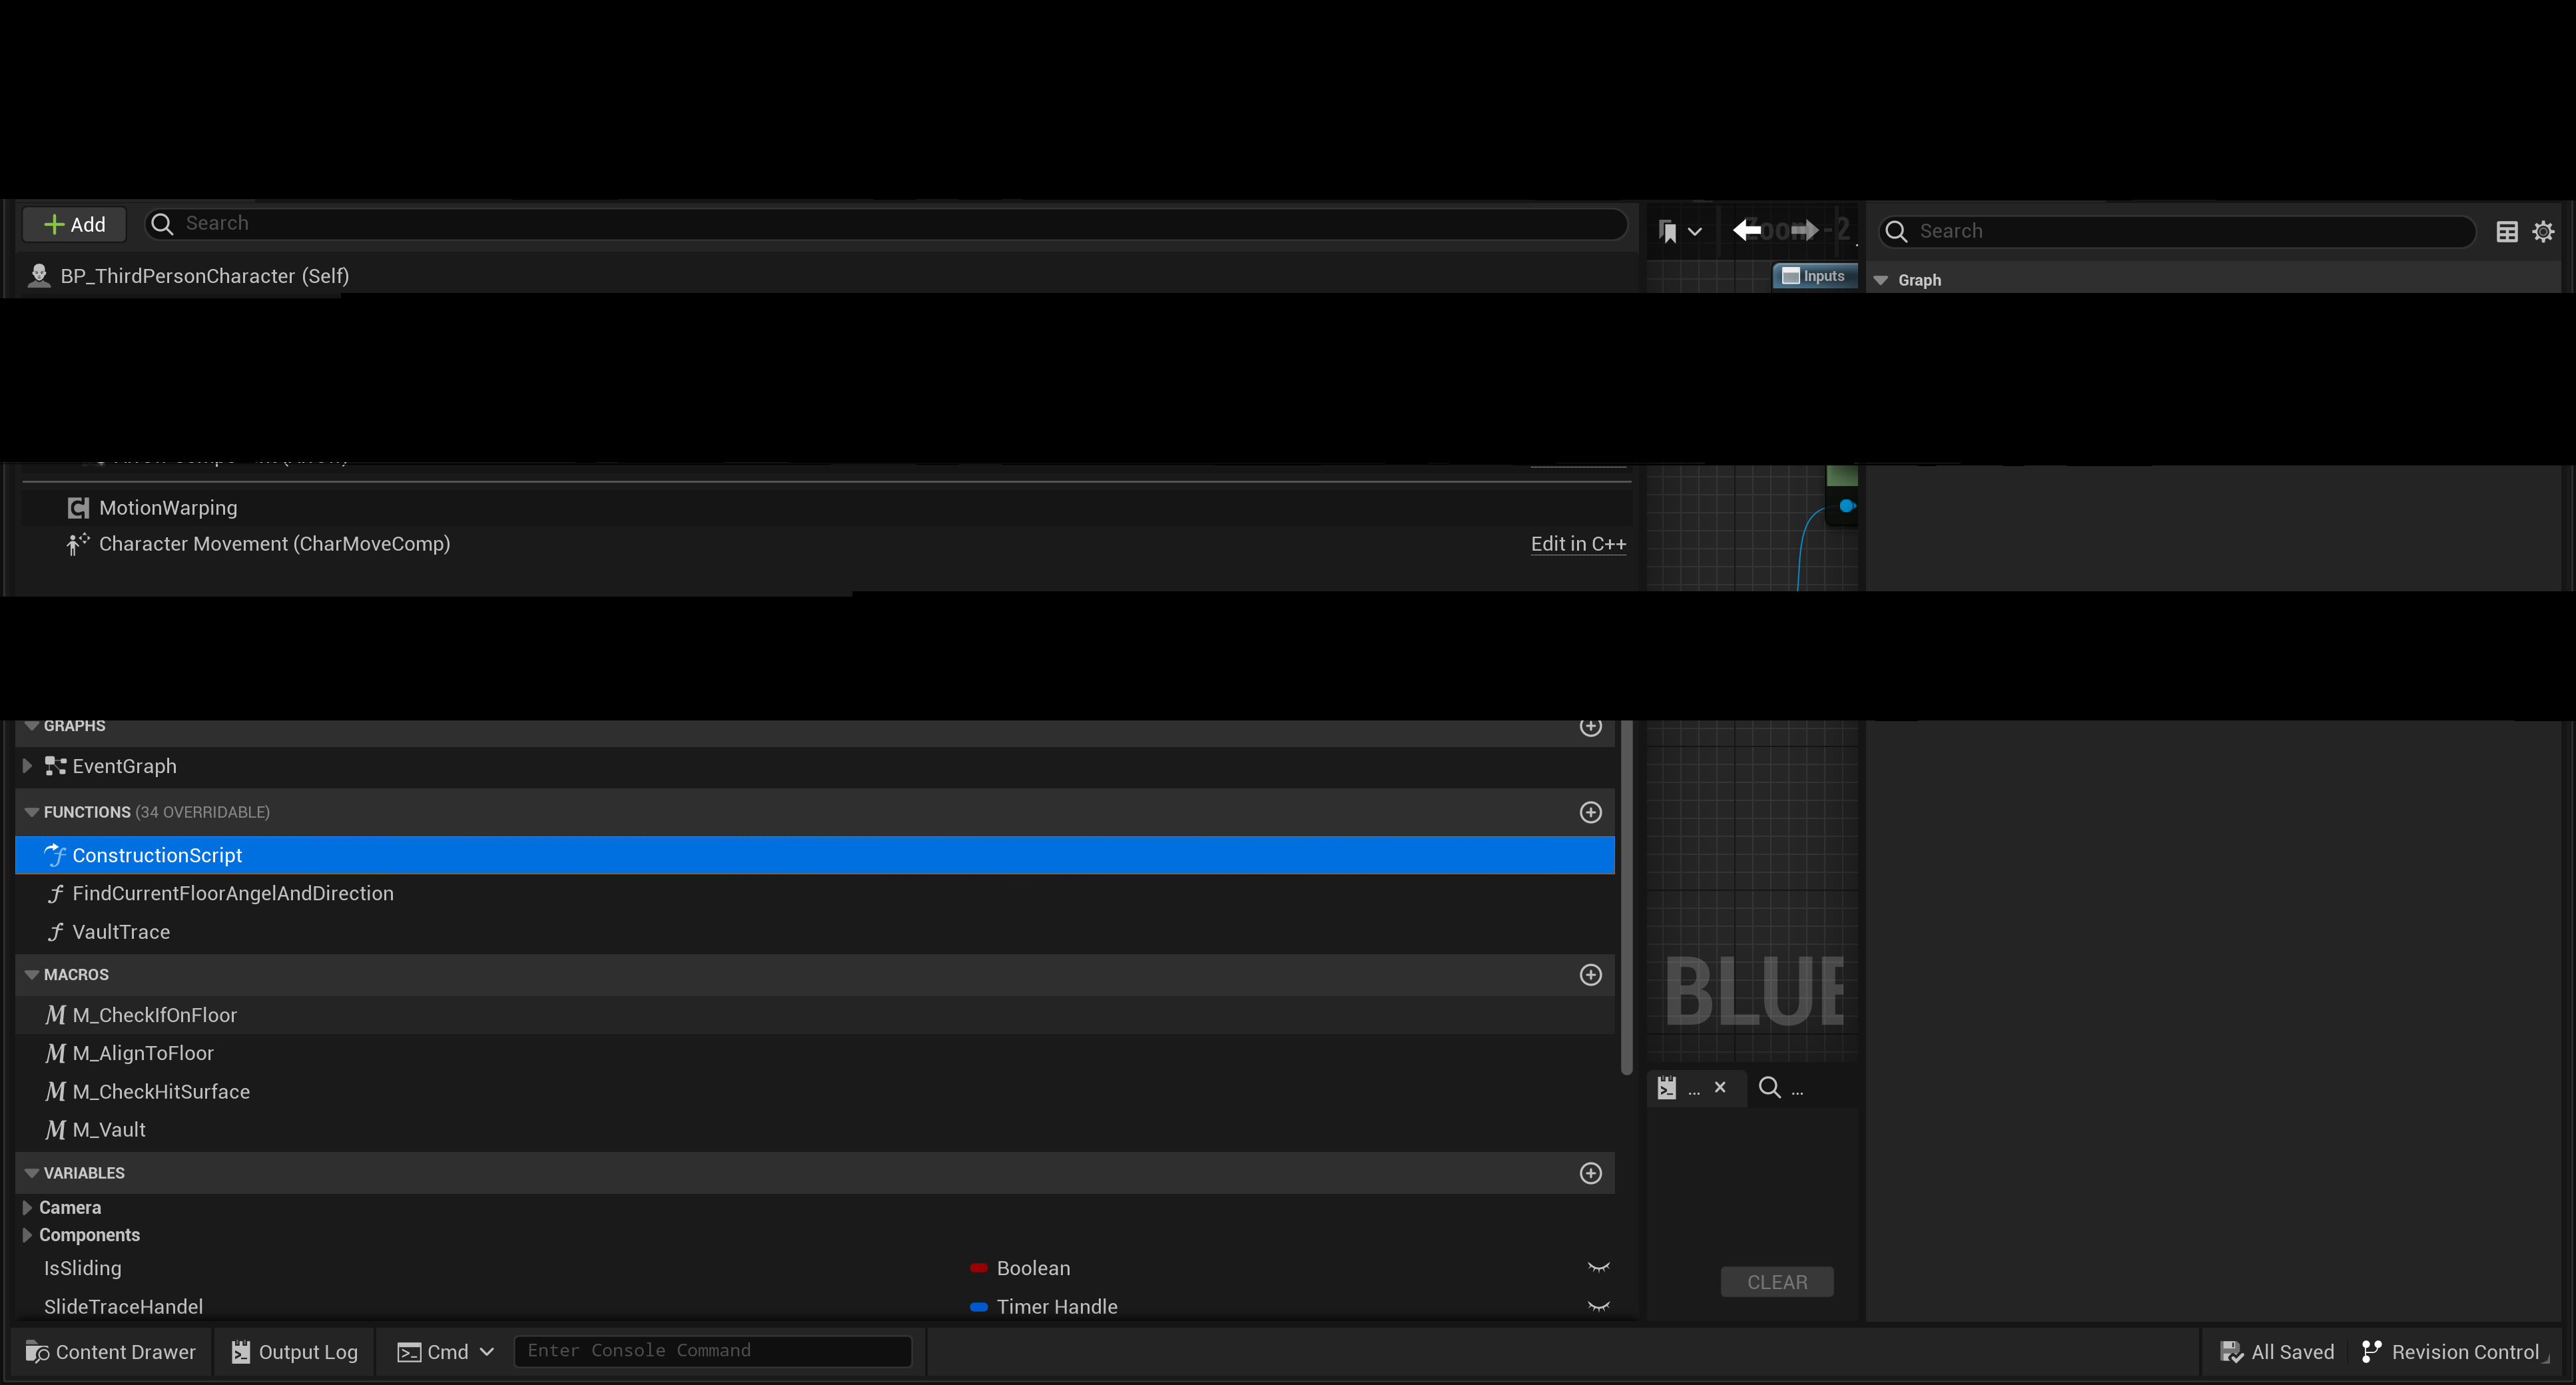 Add
Search
Zoom -2
Search
BP_ThirdPersonCharacter (Self)
Inputs
Graph
MotionWarping
Character Movement (CharMoveComp)
Edit in C++
GRAPHS
EventGraph
FUNCTIONS (34 OVERRIDABLE)
ConstructionScript
FindCurrentFloorAngelAndDirection
VaultTrace
MACROS
M_CheckIfOnFloor
M_AlignToFloor
M_CheckHitSurface
M_Vault
BLUE
...
...
VARIABLES
Camera
Components
IsSliding
Boolean
CLEAR
SlideTraceHandel
Timer Handle
Content Drawer
Output Log
Cmd
Enter Console Command
All Saved
Revision Control